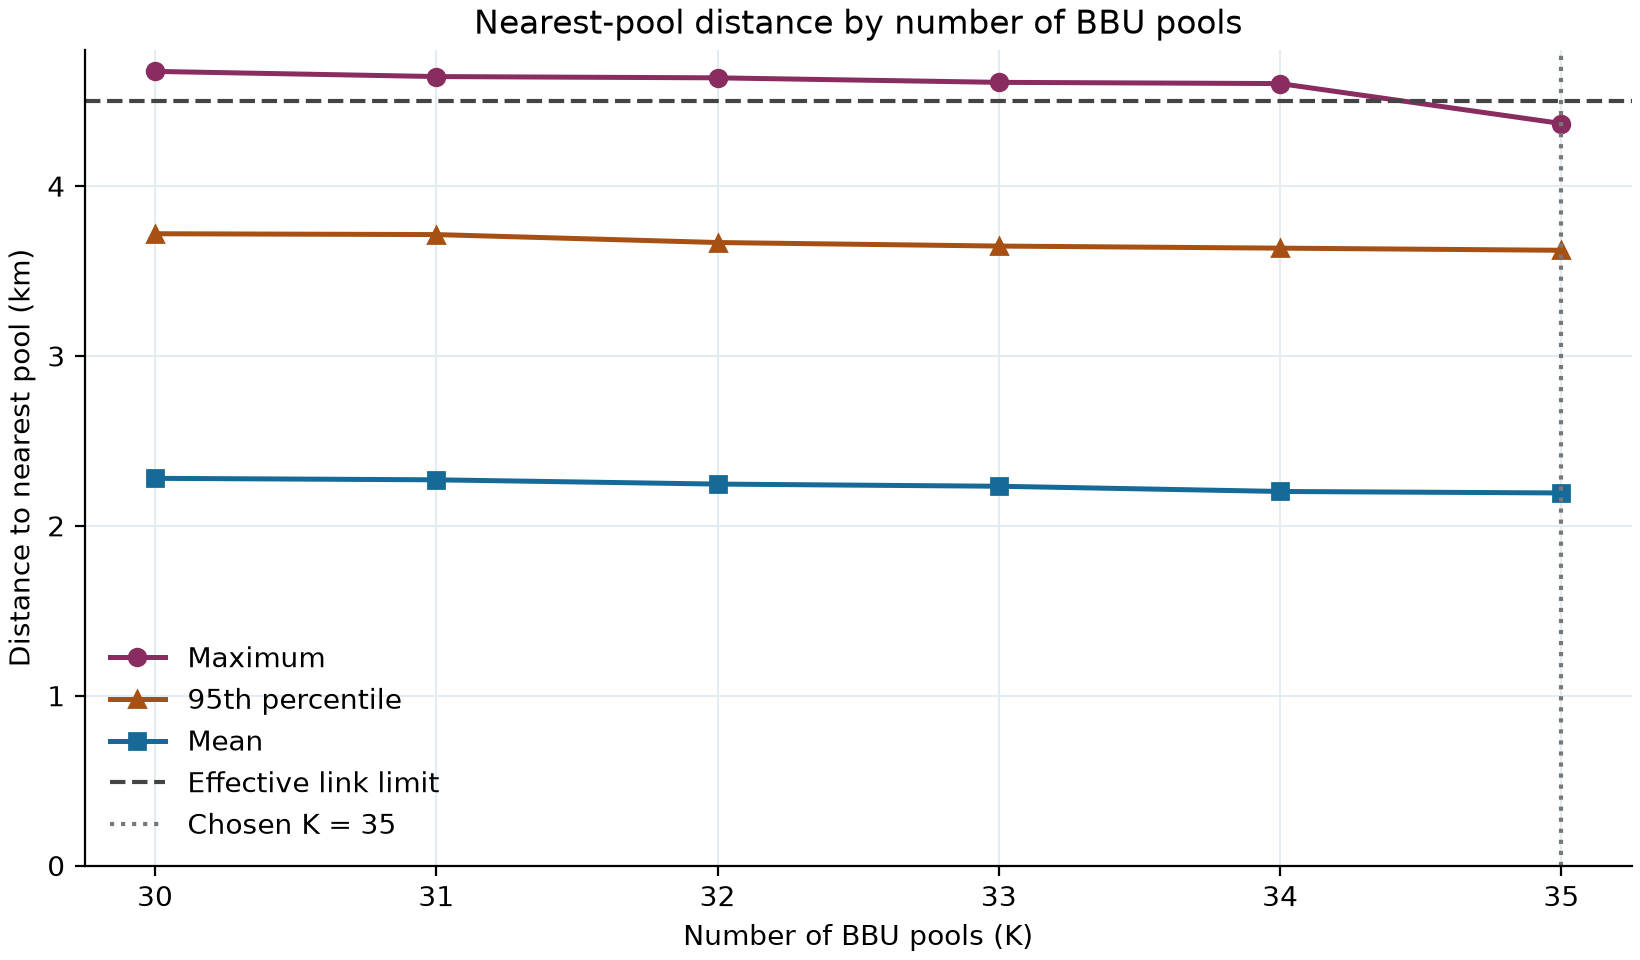 Nearest-pool distance by number of BBU pools
Distance to nearest pool (km)
4
3
2
1
0
Maximum
95th percentile
Mean
Effective link limit
Chosen K = 35
30 31 32 33 34 35
Number of BBU pools (K)